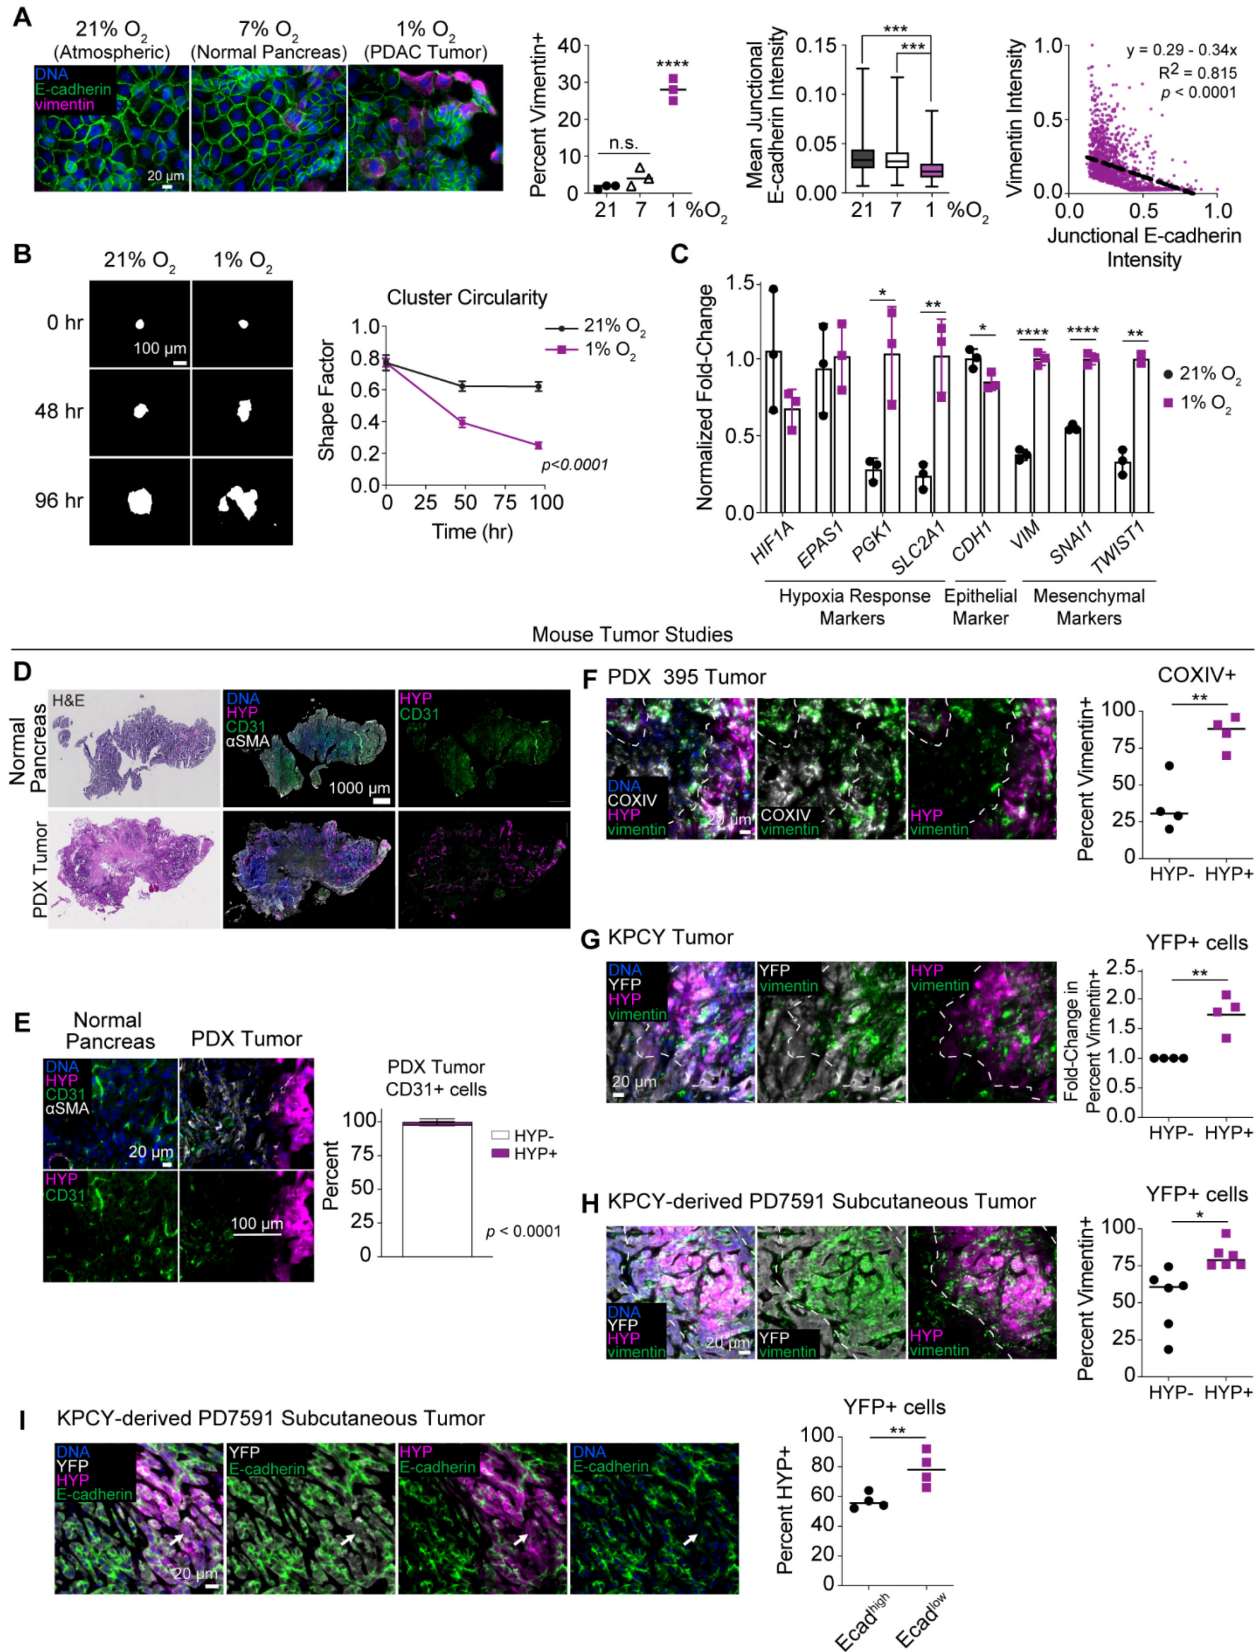 A
21% O2
(Atmospheric)
7% O2
(Normal Pancreas)
1% O2
(PDAC Tumor)
DNA
E-cadherin
vimentin
20 µm
Percent Vimentin+
40
30
20
10
0
n.s.
****
21 7 1 %O2
Mean Junctional
E-cadherin Intensity
0.15
0.10
0.05
0.00
***
***
21 7 1 %O2
Vimentin Intensity
1.0
0.5
0.0
y = 0.29 - 0.34x
R2 = 0.815
p < 0.0001
0.0 0.5 1.0
Junctional E-cadherin
Intensity
B
21% O2 1% O2
0 hr
100 µm
48 hr
96 hr
Cluster Circularity
Shape Factor
1.0
0.8
0.6
0.4
0.2
0.0
21% O2
1% O2
p<0.0001
0 25 50 75 100
Time (hr)
C
Normalized Fold-Change
1.5
1.0
0.5
0.0
* ** * **** **** **
21% O2
1% O2
HIF1A EPAS1 PGK1 SLC2A1 CDH1 VIM SNAI1 TWIST1
Hypoxia Response
Markers
Epithelial
Marker
Mesenchymal
Markers
Mouse Tumor Studies
D
Normal
Pancreas
PDX Tumor
H&E
DNA
HYP
CD31
αSMA
1000 µm
HYP
CD31
E
Normal
Pancreas
PDX Tumor
DNA
HYP
CD31
αSMA
20 µm
HYP
CD31
100 µm
PDX Tumor
CD31+ cells
Percent
100
75
50
25
0
HYP-
HYP+
p < 0.0001
F PDX 395 Tumor
DNA
COXIV
HYP
vimentin
20 µm
COXIV
vimentin
HYP
vimentin
COXIV+
**
Percent Vimentin+
100
75
50
25
0
HYP- HYP+
G KPCY Tumor
DNA
YFP
HYP
vimentin
20 µm
YFP
vimentin
HYP
vimentin
YFP+ cells
**
Fold-Change in
Percent Vimentin+
2.5
2.0
1.5
1.0
0.5
0.0
HYP- HYP+
H KPCY-derived PD7591 Subcutaneous Tumor
DNA
YFP
HYP
vimentin
20 µm
YFP
vimentin
HYP
vimentin
YFP+ cells
*
Percent Vimentin+
100
75
50
25
0
HYP- HYP+
I KPCY-derived PD7591 Subcutaneous Tumor
DNA
YFP
HYP
E-cadherin
20 µm
YFP
E-cadherin
HYP
E-cadherin
DNA
E-cadherin
YFP+ cells
**
Percent HYP+
100
80
60
40
20
0
Ecadhigh Ecadlow